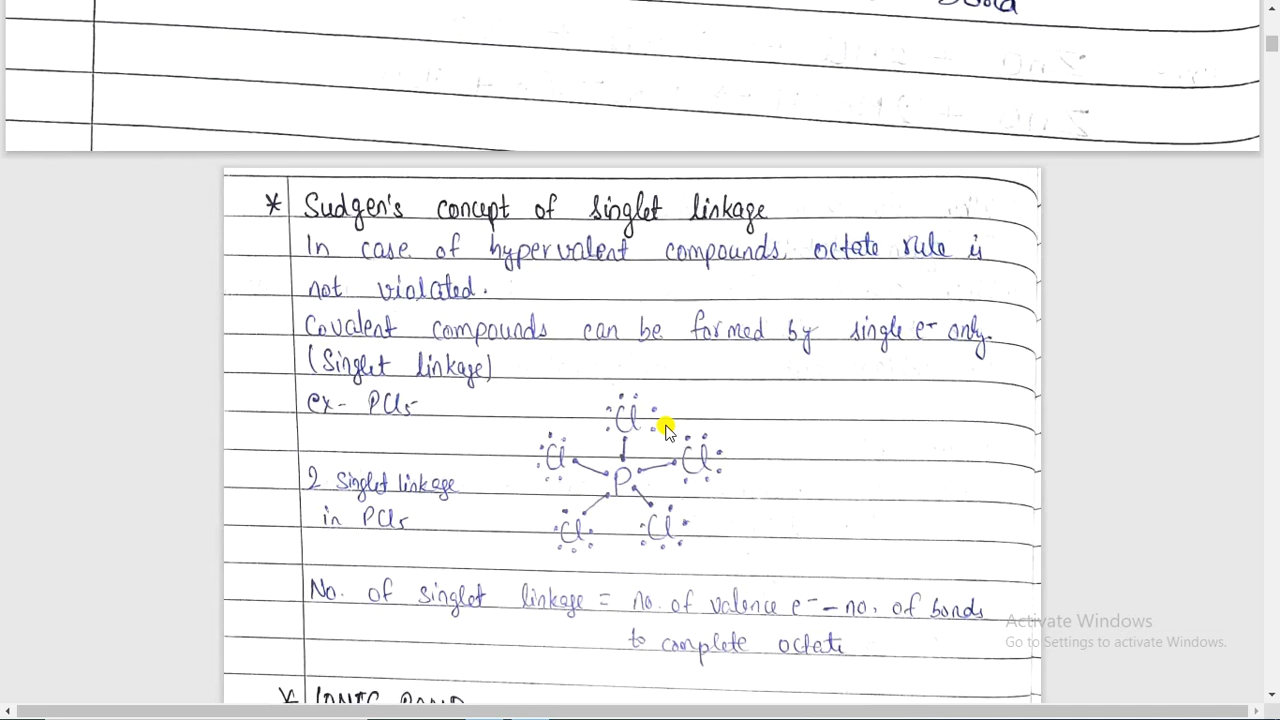 * Sudgen's concept of singlet linkage
In case of hypervalent compounds, octate rule is
not violated.
Covalent compounds can be formed by single e- only.
(Singlet linkage)
ex- PCl5
Cl
Cl
Cl
2 singlet linkage
P
in PCl5
Cl
Cl
No. of singlet linkage = no. of valence e- - no. of bonds
to complete octate
Activate Windows
Go to Settings to activate Windows.
* IONIC BOND